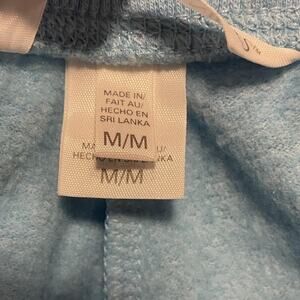 MADE IN/
FAIT AU/
HECHO EN
SRI LANKA
M/M
M/M